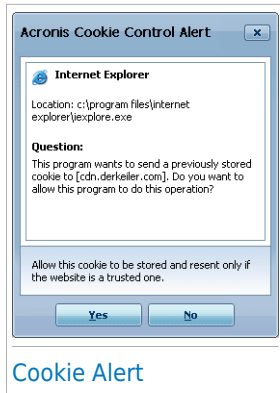 Acronis Cookie Control Alert
Internet Explorer
Location: c:\program files\internet
explorer\iexplore.exe
Question:
This program wants to send a previously stored
cookie to [cdn.derkeiler.com]. Do you want to
allow this program to do this operation?
Allow this cookie to be stored and resent only if
the website is a trusted one.
Yes
No
Cookie Alert